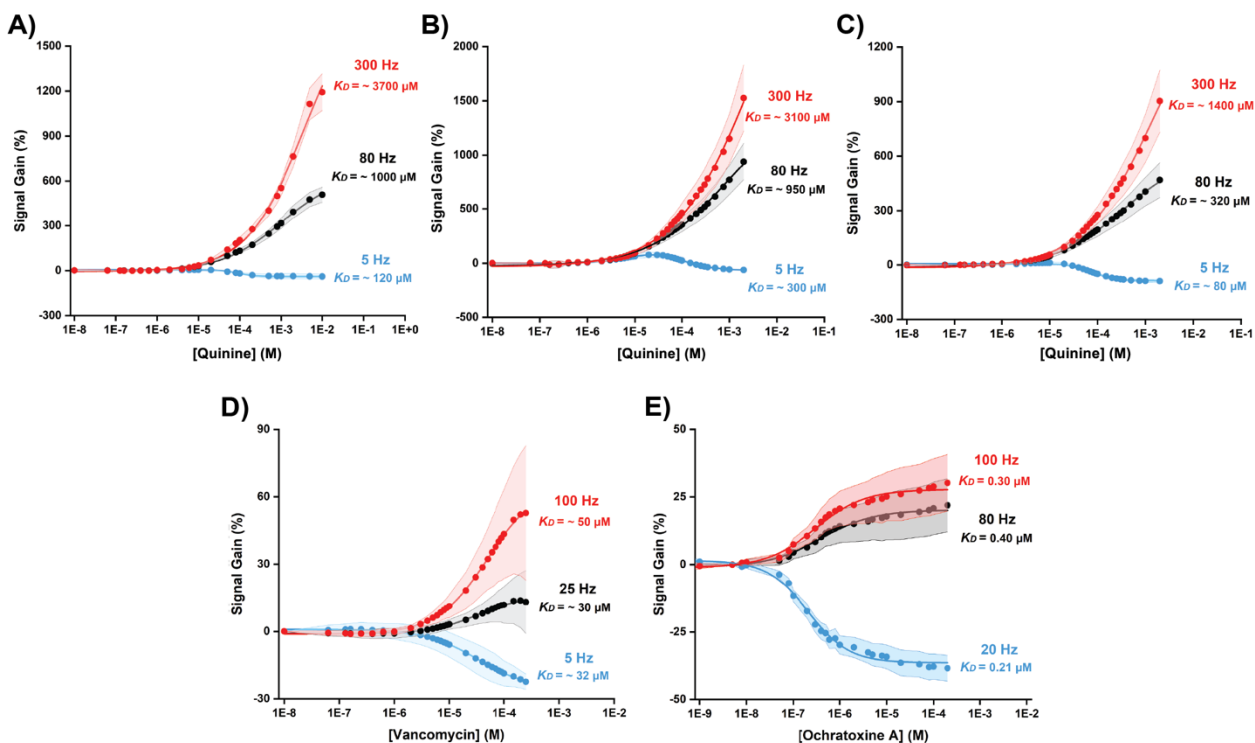 A)
1500
1200
900
600
300
0
-300
Signal Gain (%)
1E-8 1E-7 1E-6 1E-5 1E-4 1E-3 1E-2 1E-1 1E+0
[Quinine] (M)
300 Hz
KD = ~ 3700 µM
80 Hz
KD = ~ 1000 µM
5 Hz
KD = ~ 120 µM
B)
2000
1500
1000
500
0
-500
Signal Gain (%)
1E-8 1E-7 1E-6 1E-5 1E-4 1E-3 1E-2 1E-1
[Quinine] (M)
300 Hz
KD = ~ 3100 µM
80 Hz
KD = ~ 950 µM
5 Hz
KD = ~ 300 µM
C)
1200
900
600
300
0
-300
Signal Gain (%)
1E-8 1E-7 1E-6 1E-5 1E-4 1E-3 1E-2 1E-1
[Quinine] (M)
300 Hz
KD = ~ 1400 µM
80 Hz
KD = ~ 320 µM
5 Hz
KD = ~ 80 µM
D)
90
60
30
0
-30
Signal Gain (%)
1E-8 1E-7 1E-6 1E-5 1E-4 1E-3 1E-2
[Vancomycin] (M)
100 Hz
KD = ~ 50 µM
25 Hz
KD = ~ 30 µM
5 Hz
KD = ~ 32 µM
E)
50
25
0
-25
-50
Signal Gain (%)
1E-9 1E-8 1E-7 1E-6 1E-5 1E-4 1E-3 1E-2
[Ochratoxine A] (M)
100 Hz
KD = 0.30 µM
80 Hz
KD = 0.40 µM
20 Hz
KD = 0.21 µM